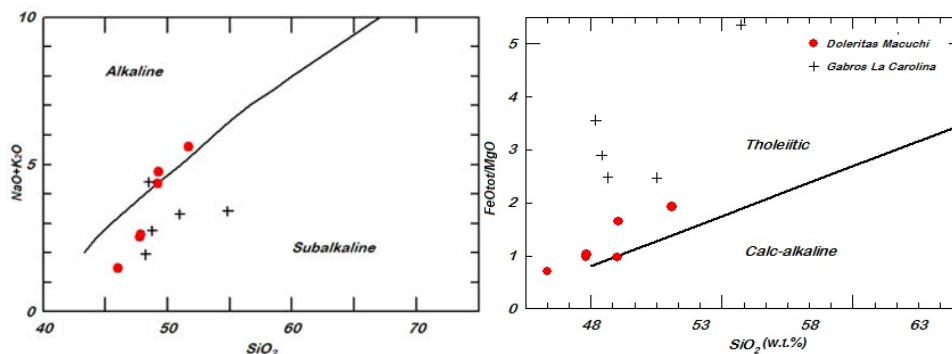 10
Alkaline
NaO+K2O
5
Subalkaline
0
40
50
60
70
SiO2
5
Doleritas Macuchi
Gabros La Carolina
4
FeOtot/MgO
3
Tholeiitic
2
Calc-alkaline
1
0
48
53
58
63
SiO2 (w.t.%)